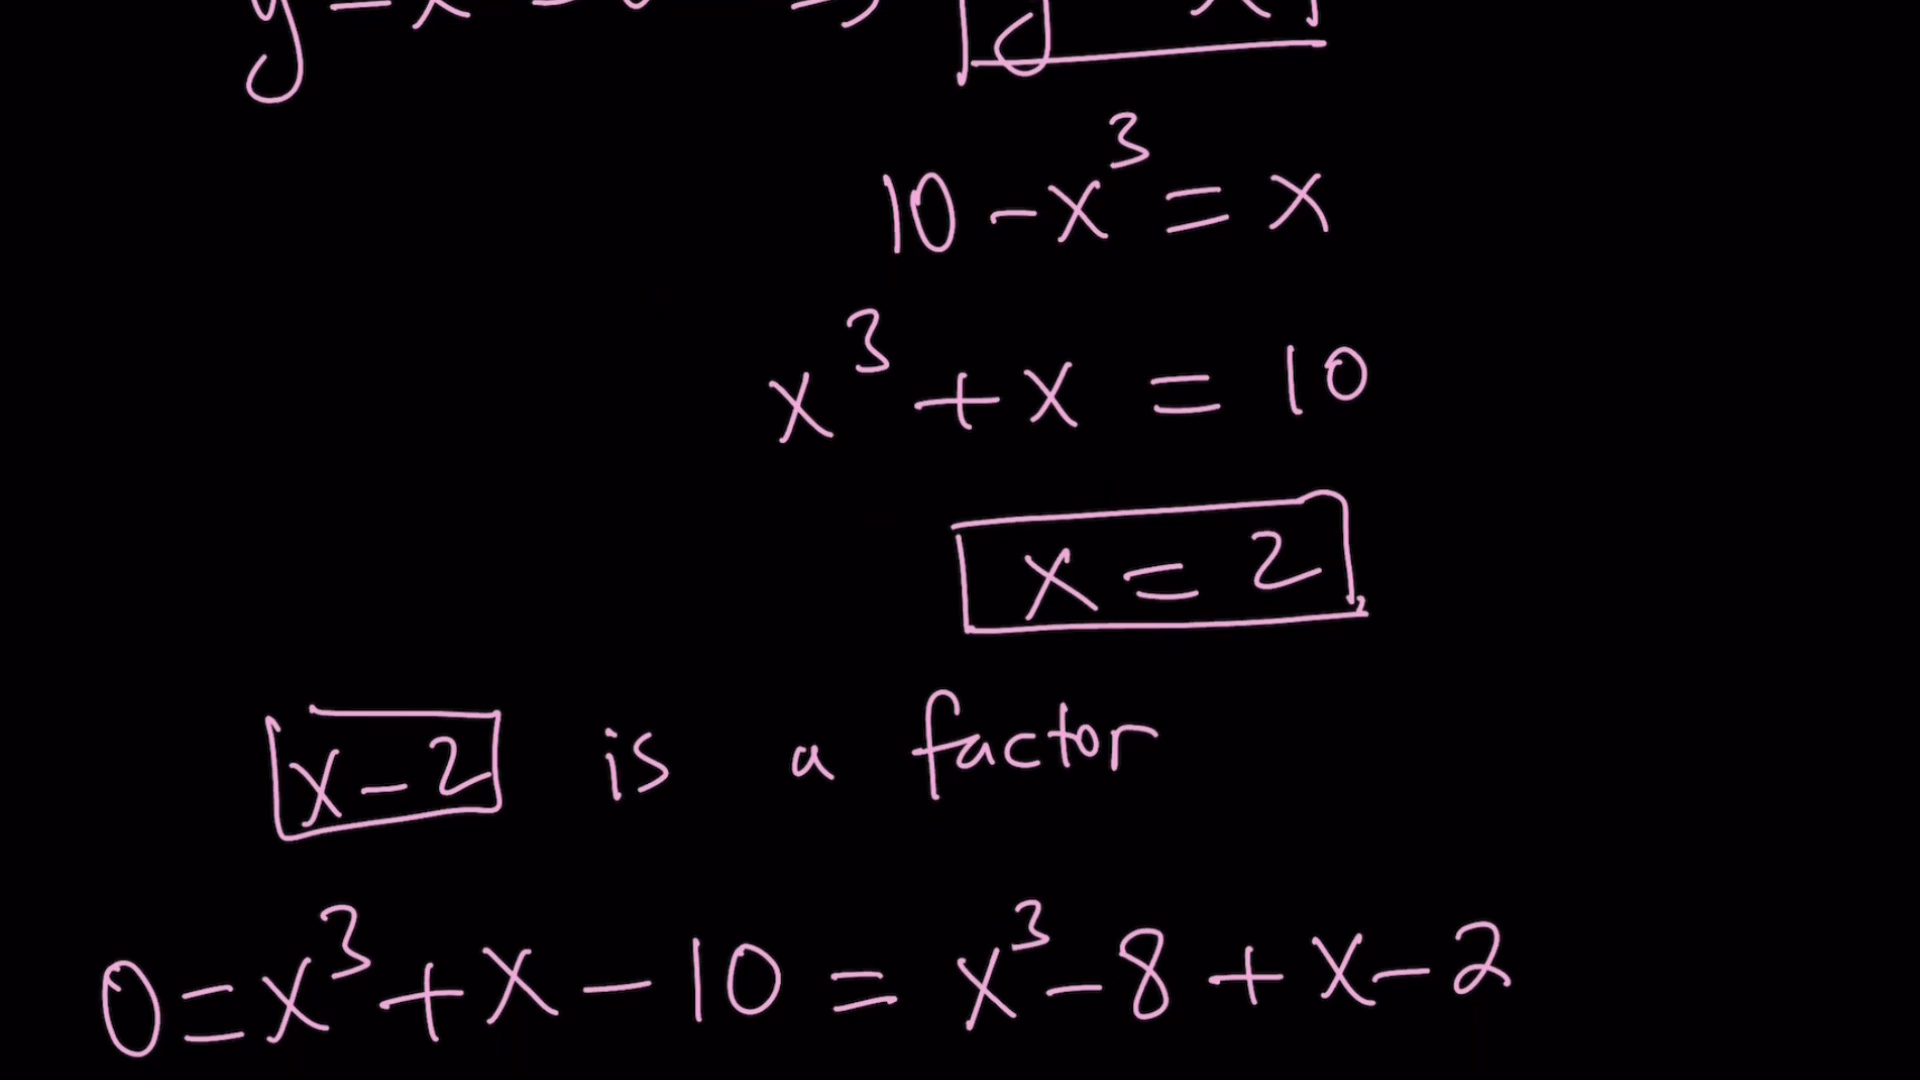 10 - x³ = x
x³ + x = 10
x = 2
x - 2 is a factor
0 = x³ + x - 10 = x³ - 8 + x - 2